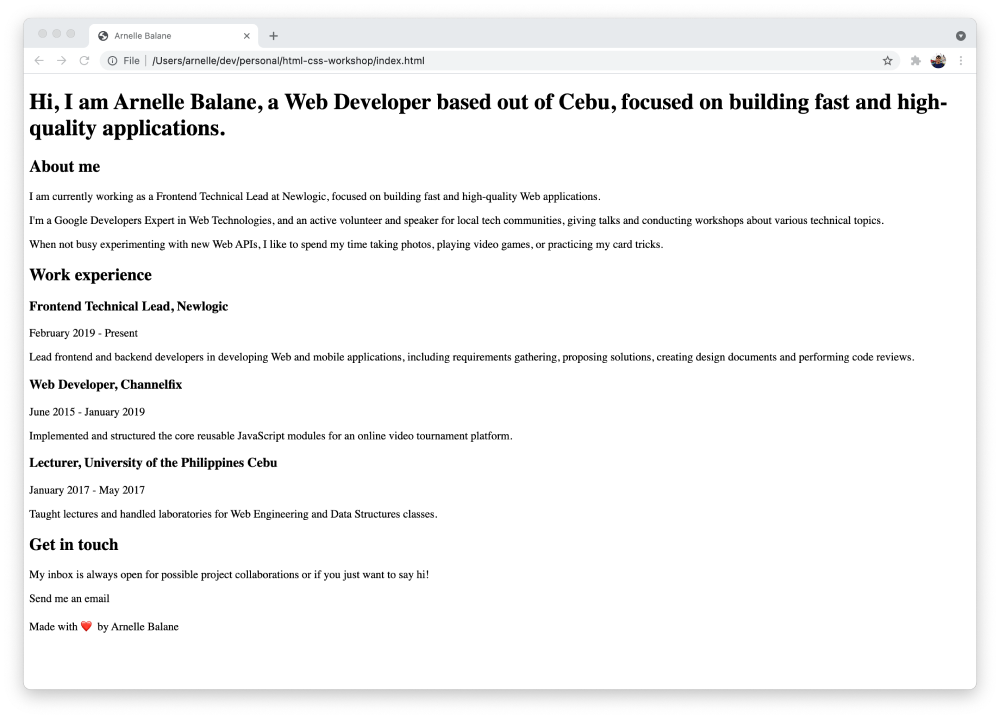 Arnelle Balane
File | /Users/arnelle/dev/personal/html-css-workshop/index.html
Hi, I am Arnelle Balane, a Web Developer based out of Cebu, focused on building fast and high-
quality applications.
About me
I am currently working as a Frontend Technical Lead at Newlogic, focused on building fast and high-quality Web applications.
I'm a Google Developers Expert in Web Technologies, and an active volunteer and speaker for local tech communities, giving talks and conducting workshops about various technical topics.
When not busy experimenting with new Web APIs, I like to spend my time taking photos, playing video games, or practicing my card tricks.
Work experience
Frontend Technical Lead, Newlogic
February 2019 - Present
Lead frontend and backend developers in developing Web and mobile applications, including requirements gathering, proposing solutions, creating design documents and performing code reviews.
Web Developer, Channelfix
June 2015 - January 2019
Implemented and structured the core reusable JavaScript modules for an online video tournament platform.
Lecturer, University of the Philippines Cebu
January 2017 - May 2017
Taught lectures and handled laboratories for Web Engineering and Data Structures classes.
Get in touch
My inbox is always open for possible project collaborations or if you just want to say hi!
Send me an email
Made with ❤️ by Arnelle Balane